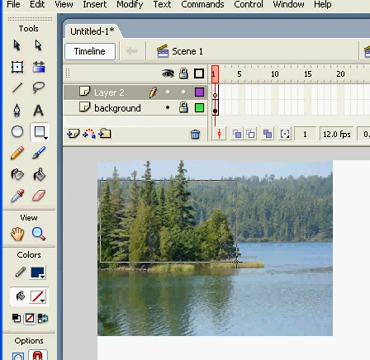 File Edit View Insert Modify Text Commands Control Window Help
Tools
Untitled-1*
Timeline
Scene 1
1 5 10 15 20
Layer 2
background
1 12.0 fps 0.
View
Colors
Options